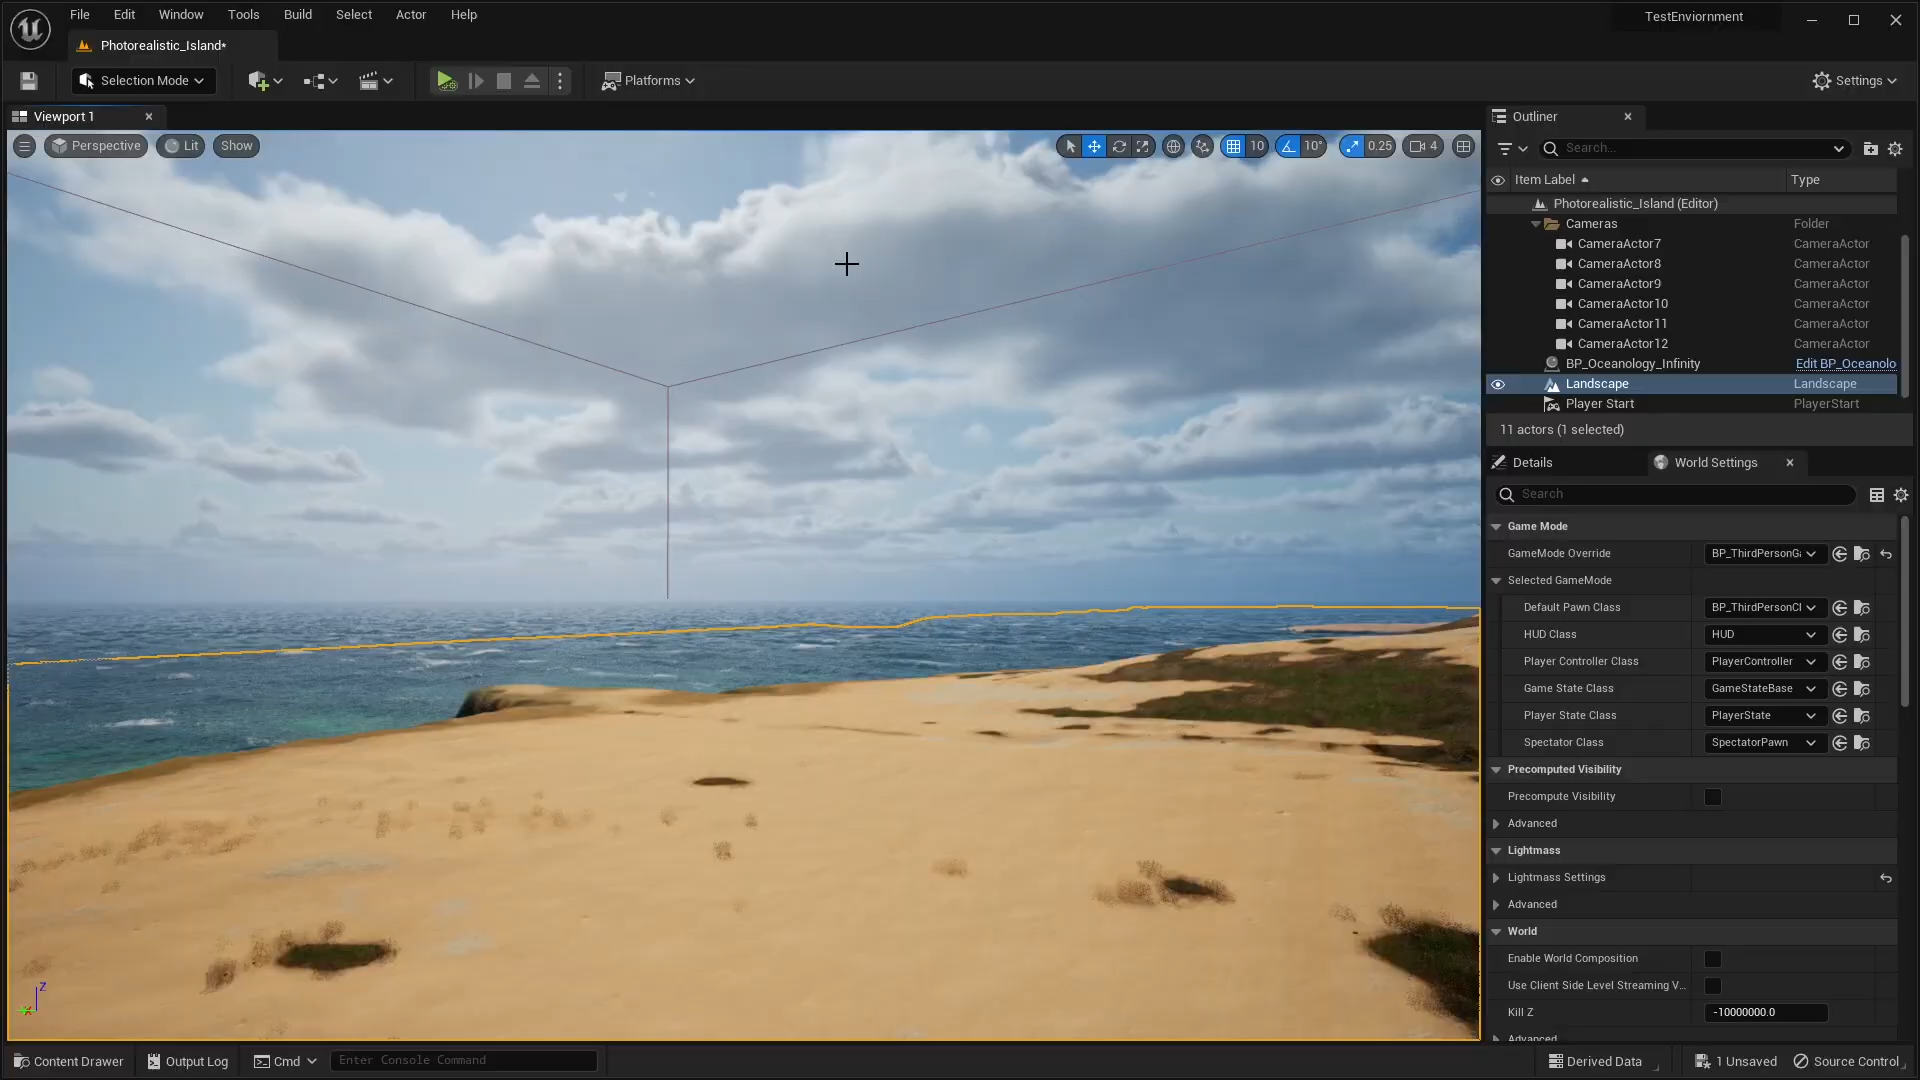 File Edit Window Tools Build Select Actor Help
TestEnviornment
Photorealistic_Island*
Selection Mode
Platforms
Settings
Viewport 1
Perspective Lit Show
10 10° 0.25 4
Z
Outliner
Search...
Item Label Type
Photorealistic_Island (Editor)
Cameras Folder
CameraActor7 CameraActor
CameraActor8 CameraActor
CameraActor9 CameraActor
CameraActor10 CameraActor
CameraActor11 CameraActor
CameraActor12 CameraActor
BP_Oceanology_Infinity Edit BP_Oceanolo
Landscape Landscape
Player Start PlayerStart
11 actors (1 selected)
Details World Settings
Search
Game Mode
GameMode Override BP_ThirdPersonGa
Selected GameMode
Default Pawn Class BP_ThirdPersonCl
HUD Class HUD
Player Controller Class PlayerController
Game State Class GameStateBase
Player State Class PlayerState
Spectator Class SpectatorPawn
Precomputed Visibility
Precompute Visibility
Advanced
Lightmass
Lightmass Settings
Advanced
World
Enable World Composition
Use Client Side Level Streaming V...
Kill Z -10000000.0
Advanced
Content Drawer Output Log Cmd Enter Console Command
Derived Data 1 Unsaved Source Control